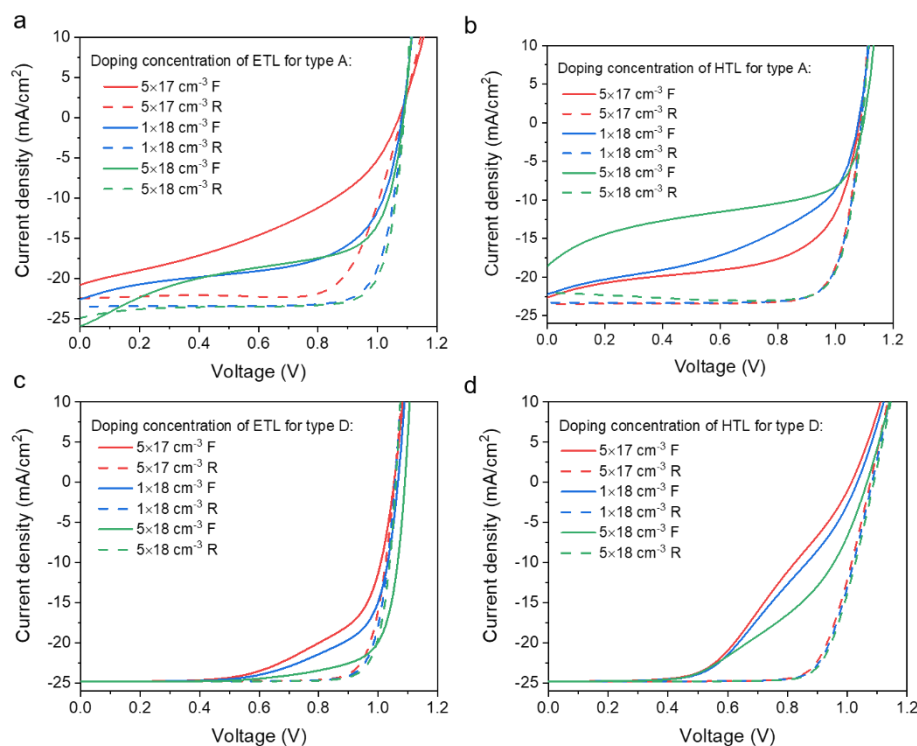 a
Doping concentration of ETL for type A:
5×17 cm⁻³ F
5×17 cm⁻³ R
1×18 cm⁻³ F
1×18 cm⁻³ R
5×18 cm⁻³ F
5×18 cm⁻³ R
10
5
0
-5
-10
-15
-20
-25
0.0 0.2 0.4 0.6 0.8 1.0 1.2
Current density (mA/cm²)
Voltage (V)
b
Doping concentration of HTL for type A:
5×17 cm⁻³ F
5×17 cm⁻³ R
1×18 cm⁻³ F
1×18 cm⁻³ R
5×18 cm⁻³ F
5×18 cm⁻³ R
10
5
0
-5
-10
-15
-20
-25
0.0 0.2 0.4 0.6 0.8 1.0 1.2
Current density (mA/cm²)
Voltage (V)
c
Doping concentration of ETL for type D:
5×17 cm⁻³ F
5×17 cm⁻³ R
1×18 cm⁻³ F
1×18 cm⁻³ R
5×18 cm⁻³ F
5×18 cm⁻³ R
10
5
0
-5
-10
-15
-20
-25
0.0 0.2 0.4 0.6 0.8 1.0 1.2
Current density (mA/cm²)
Voltage (V)
d
Doping concentration of HTL for type D:
5×17 cm⁻³ F
5×17 cm⁻³ R
1×18 cm⁻³ F
1×18 cm⁻³ R
5×18 cm⁻³ F
5×18 cm⁻³ R
10
5
0
-5
-10
-15
-20
-25
0.0 0.2 0.4 0.6 0.8 1.0 1.2
Current density (mA/cm²)
Voltage (V)